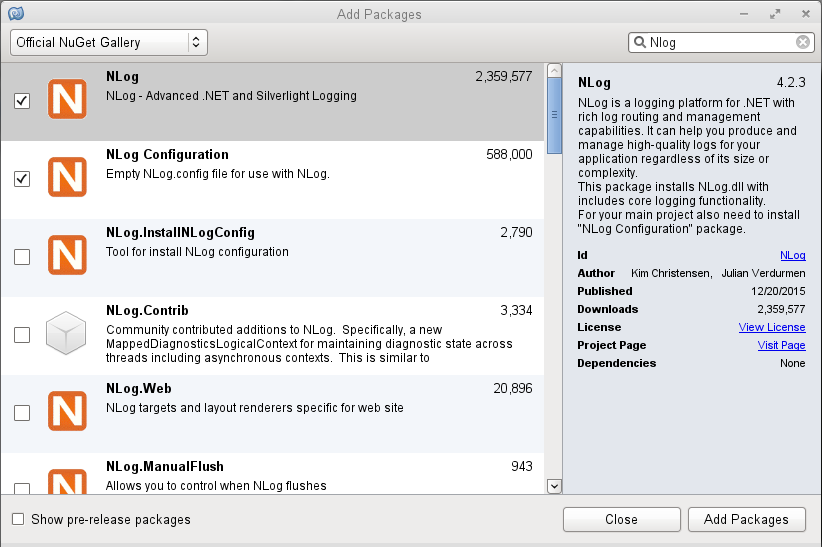 Add Packages
Official NuGet Gallery
Nlog
N
NLog 2,359,577
NLog - Advanced .NET and Silverlight Logging
N
NLog Configuration 588,000
Empty NLog.config file for use with NLog.
N
NLog.InstallNLogConfig 2,790
Tool for install NLog configuration
NLog.Contrib 3,334
Community contributed additions to NLog. Specifically, a new
MappedDiagnosticsLogicalContext for maintaining diagnostic state across
threads including asynchronous contexts. This is similar to
N
NLog.Web 20,896
NLog targets and layout renderers specific for web site
N
NLog.ManualFlush 943
Allows you to control when NLog flushes
NLog 4.2.3
NLog is a logging platform for .NET with
rich log routing and management
capabilities. It can help you produce and
manage high-quality logs for your
application regardless of its size or
complexity.
This package installs NLog.dll with
includes core logging functionality.
For your main project also need to install
"NLog Configuration" package.
Id NLog
Author Kim Christensen, Julian Verdurmen
Published 12/20/2015
Downloads 2,359,577
License View License
Project Page Visit Page
Dependencies None
Show pre-release packages
Close
Add Packages